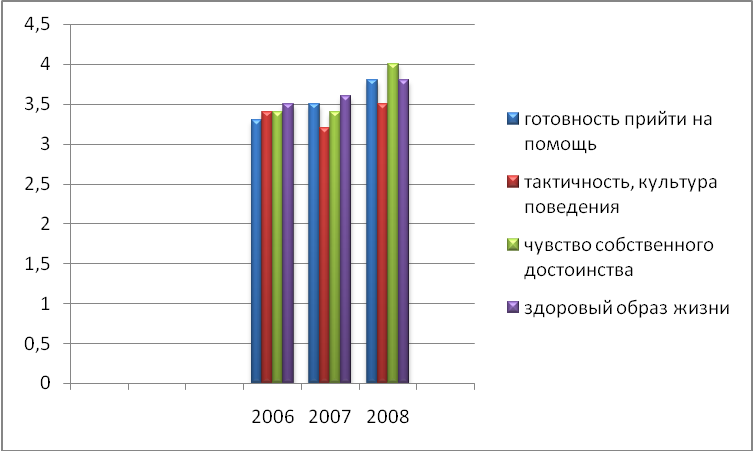 4,5
4
3,5
3
2,5
2
1,5
1
0,5
0
2006 2007 2008
готовность прийти на
помощь
тактичность, культура
поведения
чувство собственного
достоинства
здоровый образ жизни